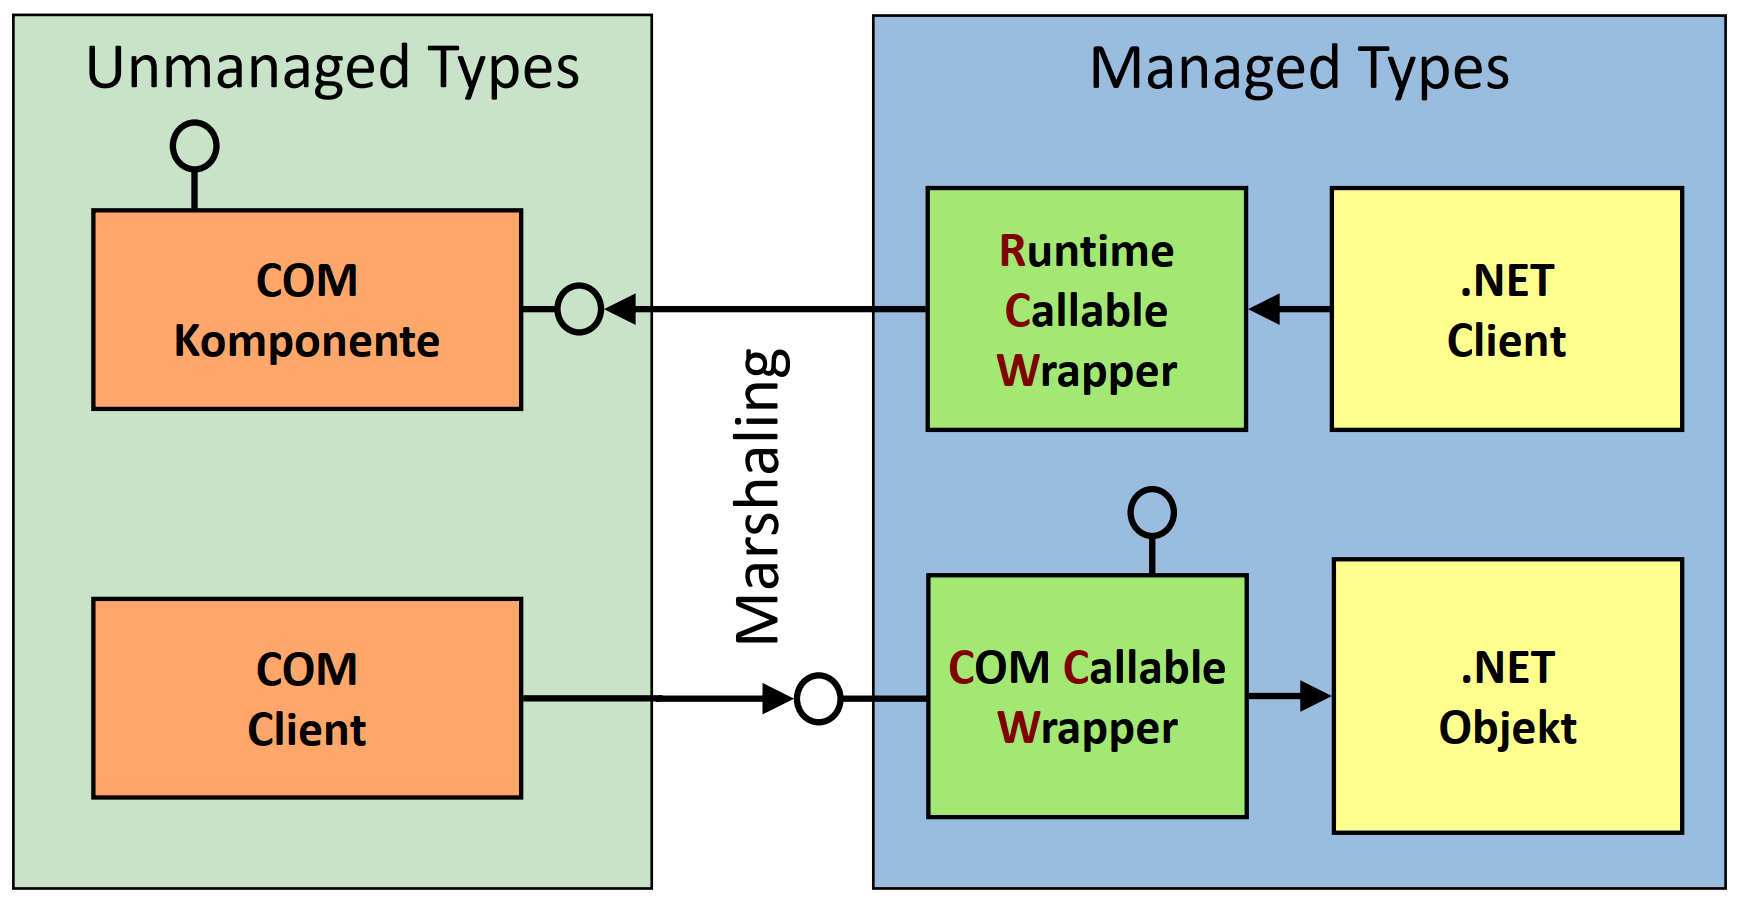 Unmanaged Types
Managed Types
COM
Komponente
Runtime
Callable
Wrapper
.NET
Client
Marshaling
COM
Client
COM Callable
Wrapper
.NET
Objekt